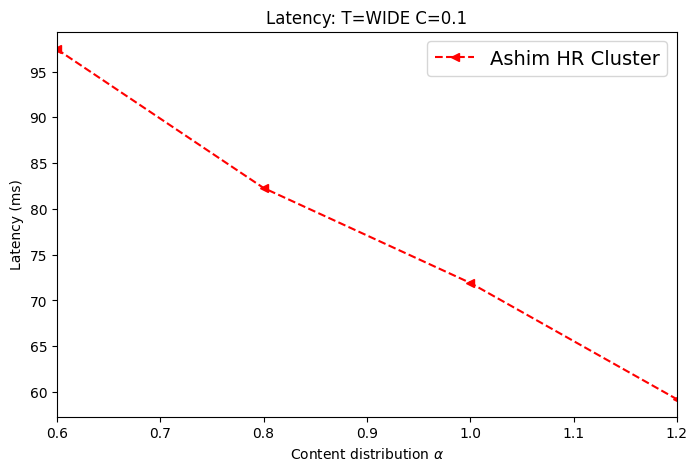 Latency: T=WIDE C=0.1
Ashim HR Cluster
95
90
85
80
75
70
65
60
Latency (ms)
0.6 0.7 0.8 0.9 1.0 1.1 1.2
Content distribution α